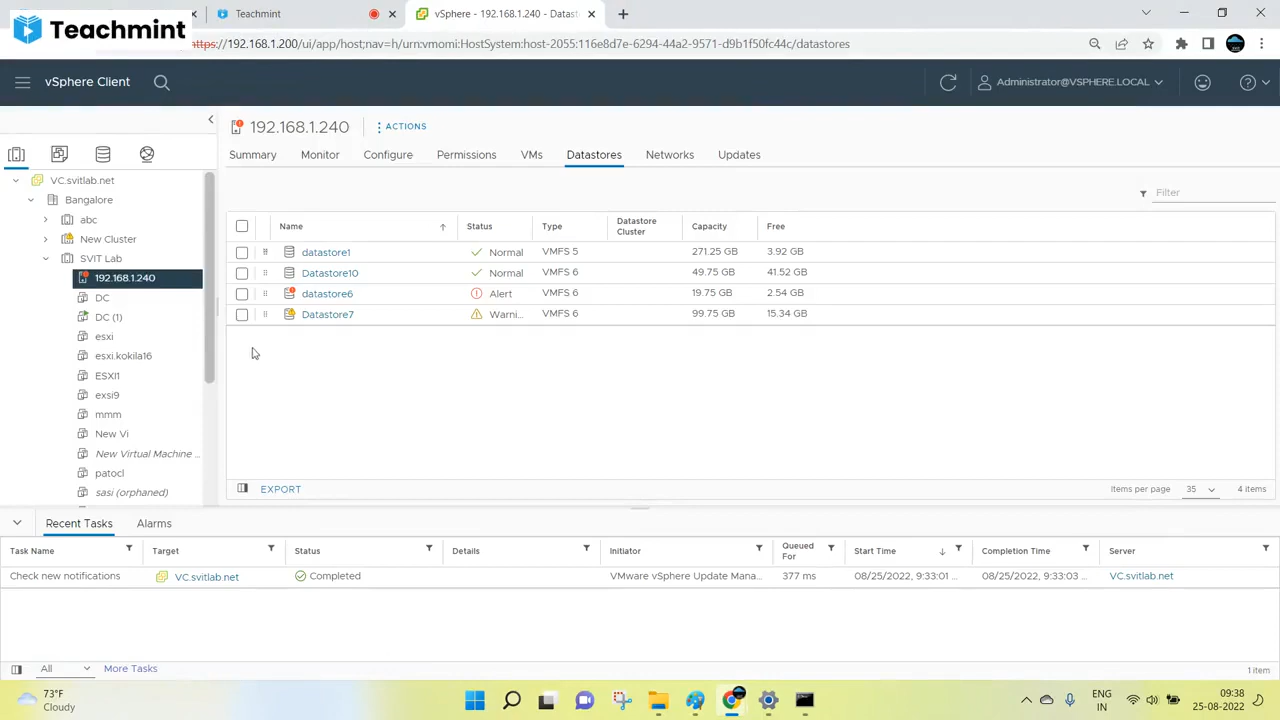 Teachmint
vSphere - 192.168.1.240 - Datast
Teachmint
https://192.168.1.200/ui/app/host;nav=h/urn:vmomi:HostSystem:host-2055:116e8d7e-6294-44a2-9571-d9b1f50fc44c/datastores
vSphere Client
Administrator@VSPHERE.LOCAL
192.168.1.240
ACTIONS
Summary Monitor Configure Permissions VMs Datastores Networks Updates
VC.svitlab.net
Bangalore
abc
New Cluster
SVIT Lab
192.168.1.240
DC
DC (1)
esxi
esxi.kokila16
ESXI1
exsi9
mmm
New Vi
New Virtual Machine ...
patocl
sasi (orphaned)
Filter
Name Status Type Datastore Cluster Capacity Free
datastore1 Normal VMFS 5 271.25 GB 3.92 GB
Datastore10 Normal VMFS 6 49.75 GB 41.52 GB
datastore6 Alert VMFS 6 19.75 GB 2.54 GB
Datastore7 Warni... VMFS 6 99.75 GB 15.34 GB
EXPORT
Items per page 35 4 items
Recent Tasks Alarms
Task Name Target Status Details Initiator Queued For Start Time Completion Time Server
Check new notifications VC.svitlab.net Completed VMware vSphere Update Mana... 377 ms 08/25/2022, 9:33:01 ... 08/25/2022, 9:33:03 ... VC.svitlab.net
All More Tasks
1 item
73°F
Cloudy
ENG
IN
09:38
25-08-2022